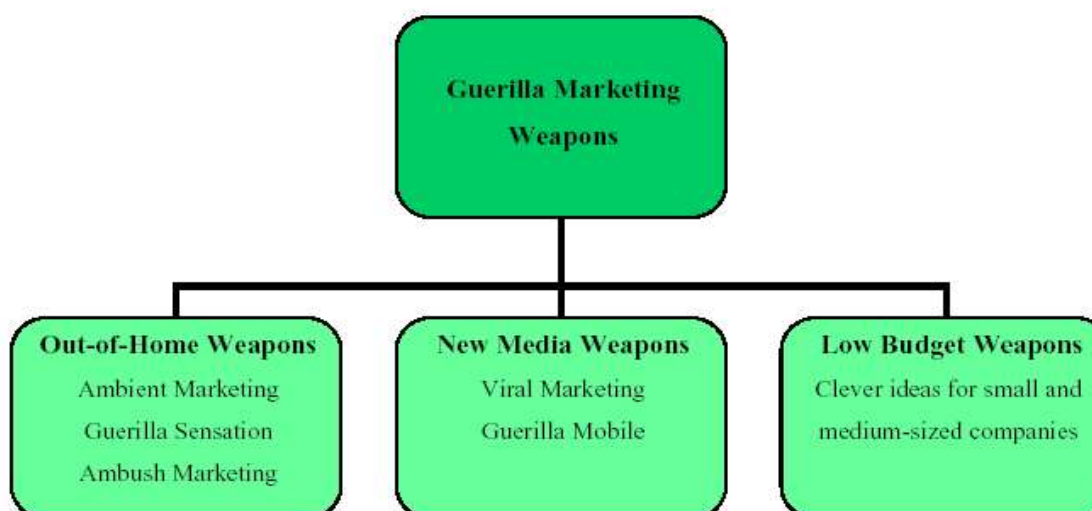 Guerilla Marketing
Weapons
Out-of-Home Weapons
Ambient Marketing
Guerilla Sensation
Ambush Marketing
New Media Weapons
Viral Marketing
Guerilla Mobile
Low Budget Weapons
Clever ideas for small and
medium-sized companies